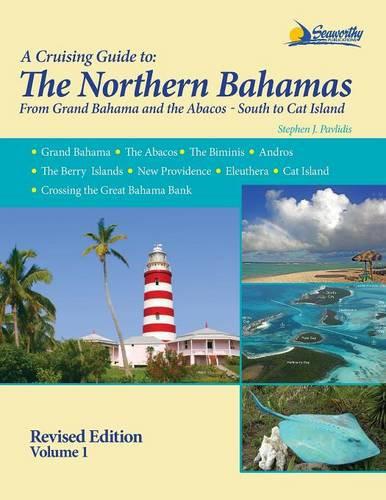 Seaworthy
PUBLICATIONS
A Cruising Guide to:
The Northern Bahamas
From Grand Bahama and the Abacos - South to Cat Island
Stephen J. Pavlidis
• Grand Bahama • The Abacos • The Biminis • Andros
• The Berry Islands • New Providence • Eleuthera • Cat Island
• Crossing the Great Bahama Bank
Revised Edition
Volume 1